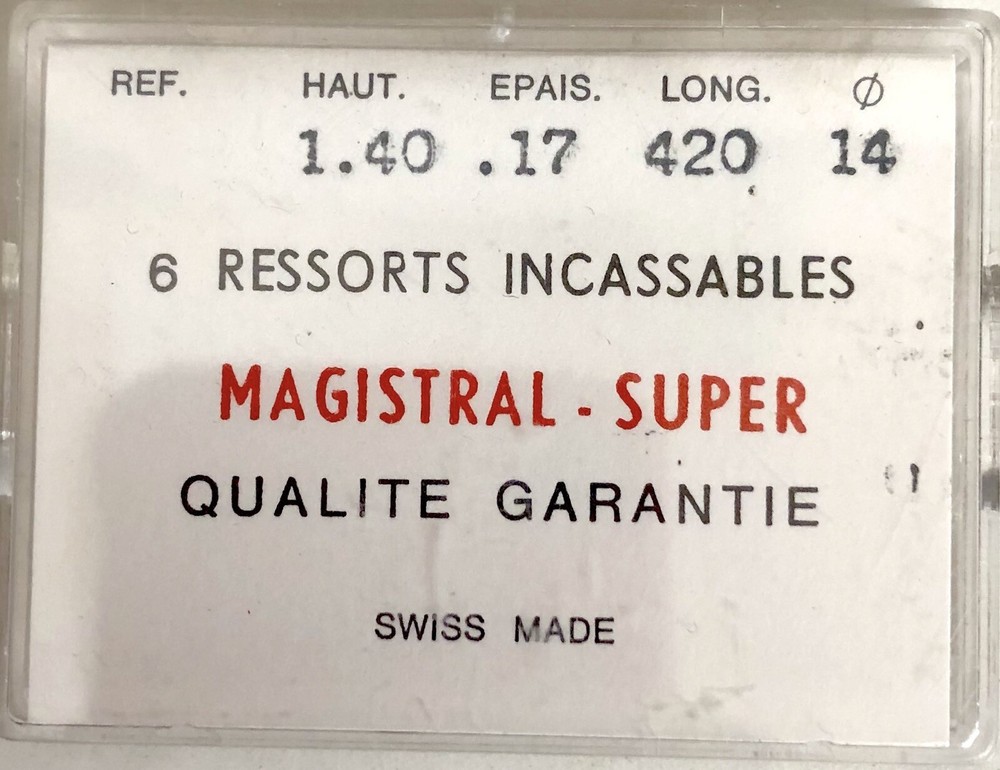 REF. HAUT. EPAIS. LONG. Ø
1.40 .17 420 14
6 RESSORTS INCASSABLES
MAGISTRAL - SUPER
QUALITE GARANTIE
SWISS MADE